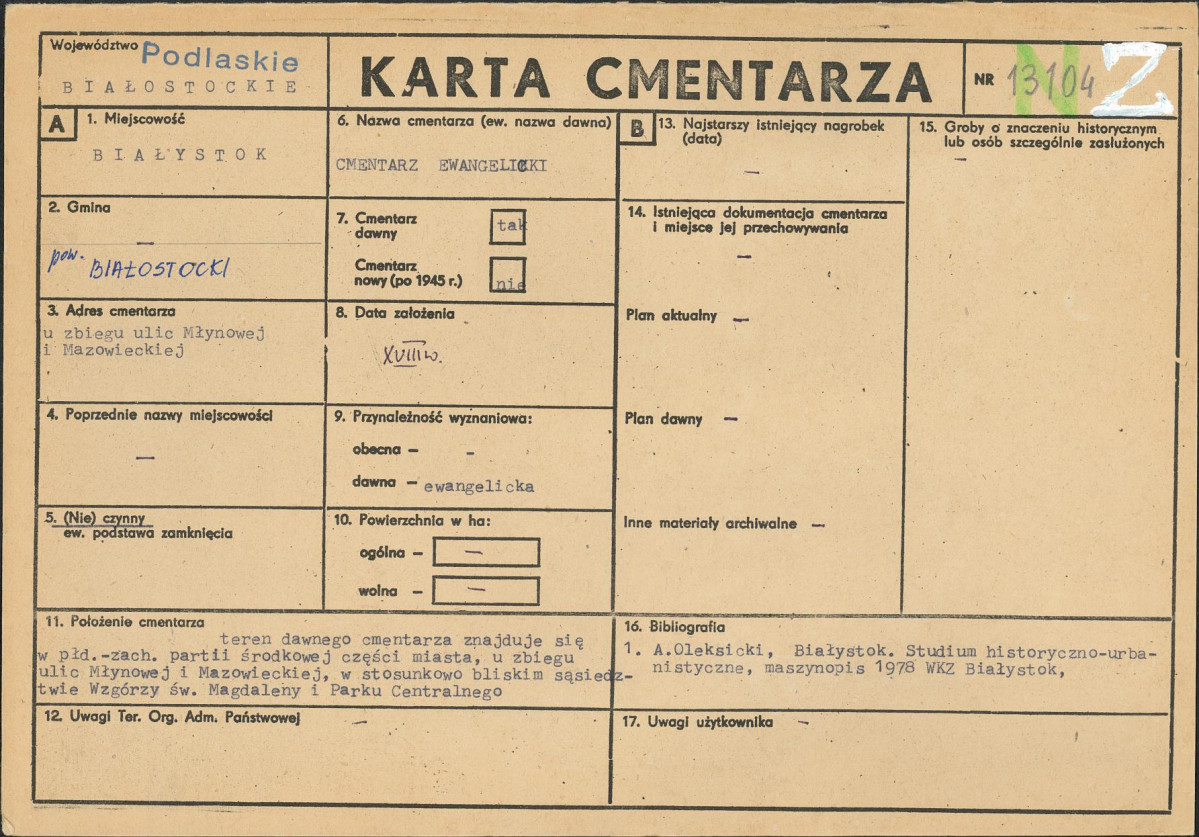 Województwo Podlaskie
BIAŁOSTOCKIE
KARTA CMENTARZA
NR 13104
N Z
A
1. Miejscowość
BIAŁYSTOK
2. Gmina
—
pow. BIAŁOSTOCKI
3. Adres cmentarza
u zbiegu ulic Młynowej
i Mazowieckiej
4. Poprzednie nazwy miejscowości
—
5. (Nie) czynny
ew. podstawa zamknięcia
6. Nazwa cmentarza (ew. nazwa dawna)
CMENTARZ EWANGELICKI
7. Cmentarz
dawny
tak
Cmentarz
nowy (po 1945 r.)
nie
8. Data założenia
XVIII w.
9. Przynależność wyznaniowa:
obecna – -
dawna – ewangelicka
10. Powierzchnia w ha:
ogólna – —
wolna – —
B
13. Najstarszy istniejący nagrobek
(data)
—
14. Istniejąca dokumentacja cmentarza
i miejsce jej przechowywania
—
Plan aktualny —
Plan dawny —
Inne materiały archiwalne —
15. Groby o znaczeniu historycznym
lub osób szczególnie zasłużonych
—
11. Położenie cmentarza
teren dawnego cmentarza znajduje się
w płd.-zach. partii środkowej części miasta, u zbiegu
ulic Młynowej i Mazowieckiej, w stosunkowo bliskim sąsiedz-
twie Wzgórzy św. Magdaleny i Parku Centralnego
12. Uwagi Ter. Org. Adm. Państwowej —
16. Bibliografia
1. A.Oleksicki, Białystok. Studium historyczno-urba-
nistyczne, maszynopis 1978 WKZ Białystok,
17. Uwagi użytkownika —